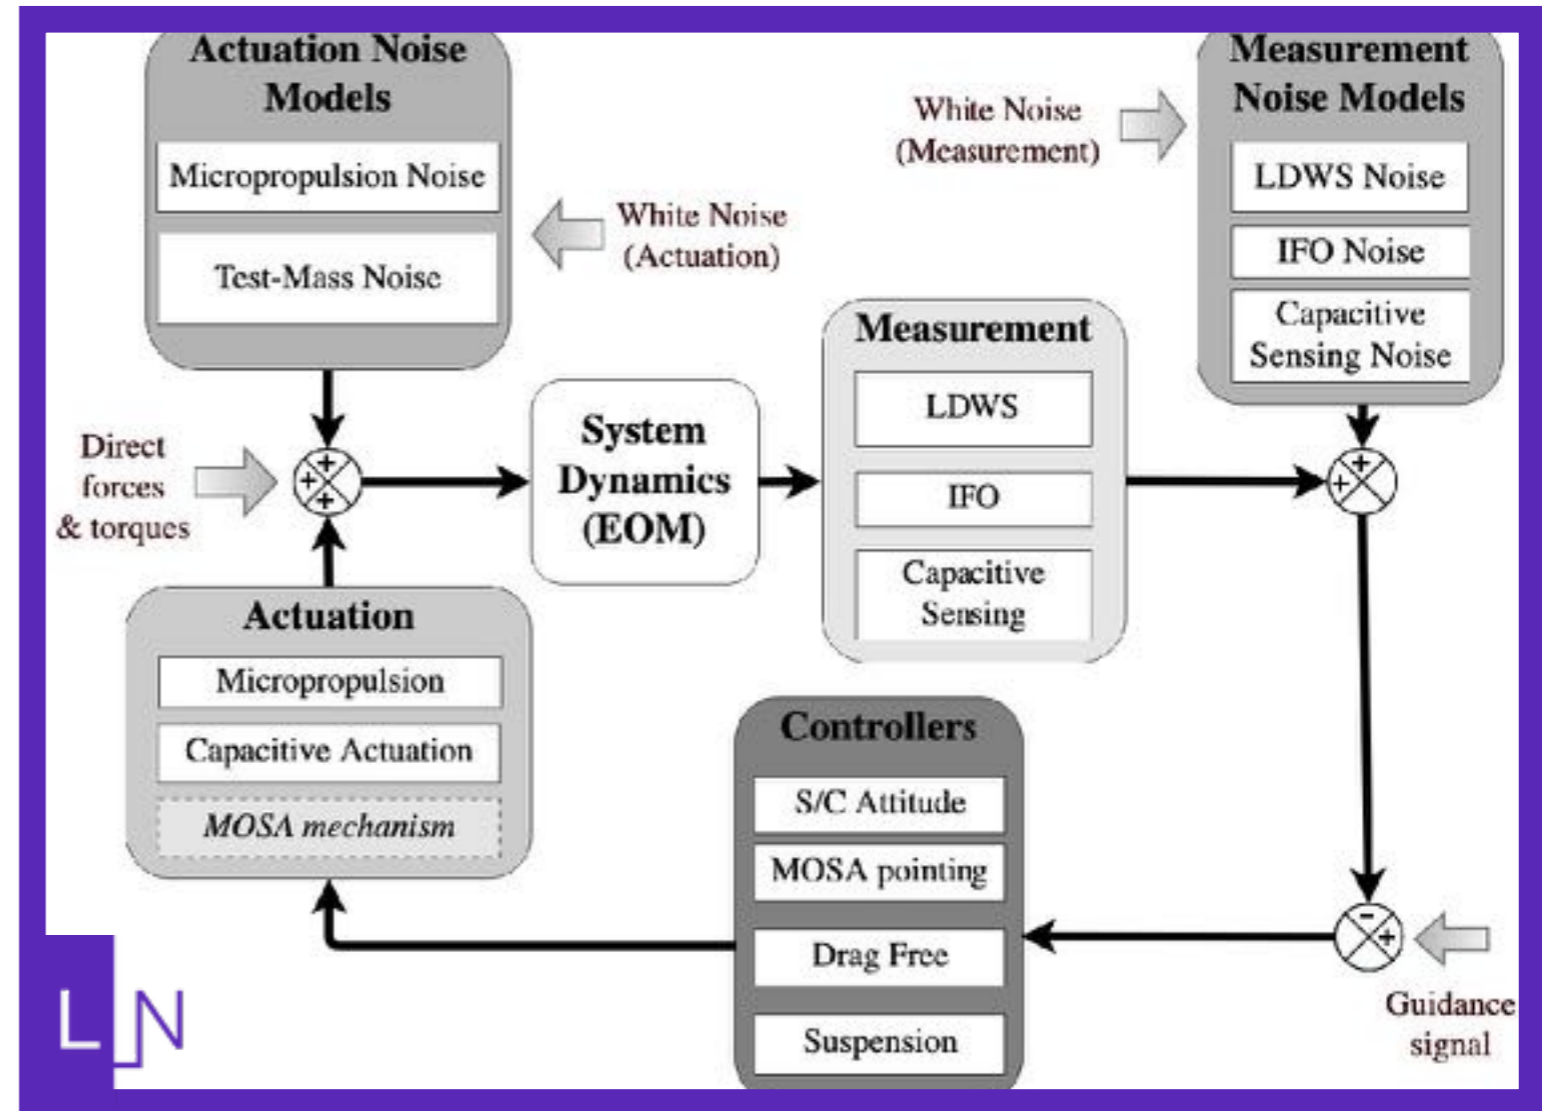 Actuation Noise
Models
Micropropulsion Noise
Test-Mass Noise
White Noise
(Actuation)
White Noise
(Measurement)
Measurement
Noise Models
LDWS Noise
IFO Noise
Capacitive
Sensing Noise
Direct
forces
& torques
+
+
+
System
Dynamics
(EOM)
Measurement
LDWS
IFO
Capacitive
Sensing
+
+
Actuation
Micropropulsion
Capacitive Actuation
MOSA mechanism
Controllers
S/C Attitude
MOSA pointing
Drag Free
Suspension
-
+
Guidance
signal
LN